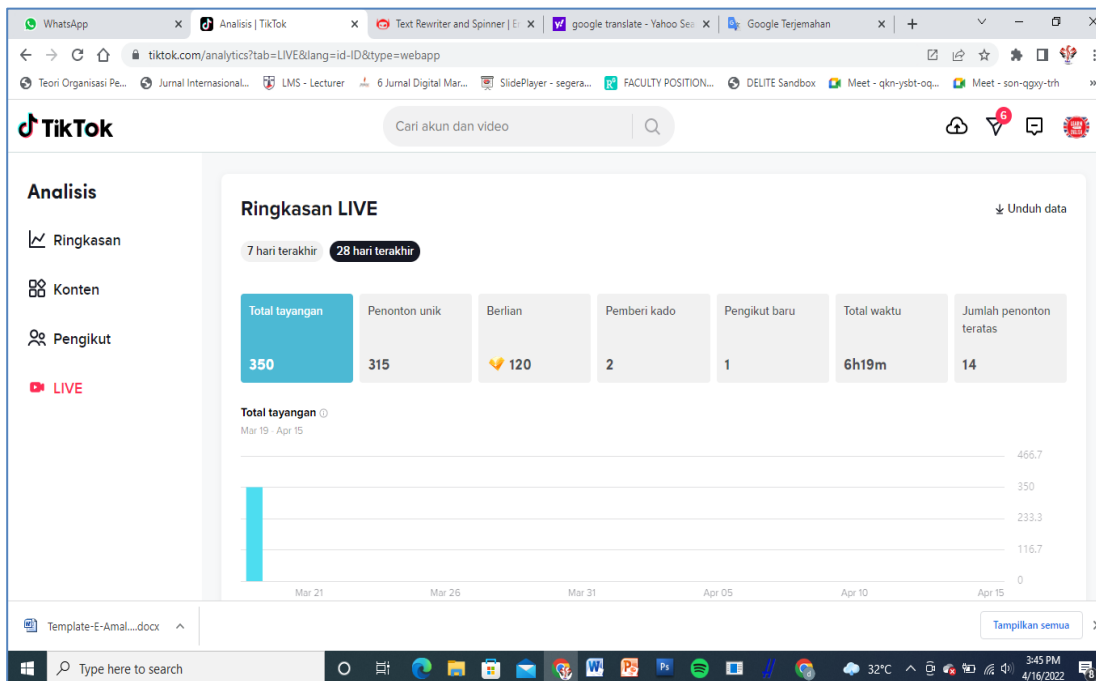 WhatsApp
Analisis | TikTok
Text Rewriter and Spinner | Er
google translate - Yahoo Sea
Google Terjemahan
tiktok.com/analytics?tab=LIVE&lang=id-ID&type=webapp
Teori Organisasi Pe...
Jurnal Internasional...
LMS - Lecturer
6 Jurnal Digital Mar...
SlidePlayer - segera...
FACULTY POSITION...
DELITE Sandbox
Meet - qkn-ysbt-oq...
Meet - son-qgxy-trh
TikTok
Cari akun dan video
6
Analisis
Ringkasan
Konten
Pengikut
LIVE
Ringkasan LIVE
Unduh data
7 hari terakhir
28 hari terakhir
Total tayangan
350
Penonton unik
315
Berlian
120
Pemberi kado
2
Pengikut baru
1
Total waktu
6h19m
Jumlah penonton
teratas
14
Total tayangan
Mar 19 - Apr 15
466.7
350
233.3
116.7
0
Mar 21
Mar 26
Mar 31
Apr 05
Apr 10
Apr 15
Template-E-Amal....docx
Tampilkan semua
Type here to search
32°C
3:45 PM
4/16/2022
8